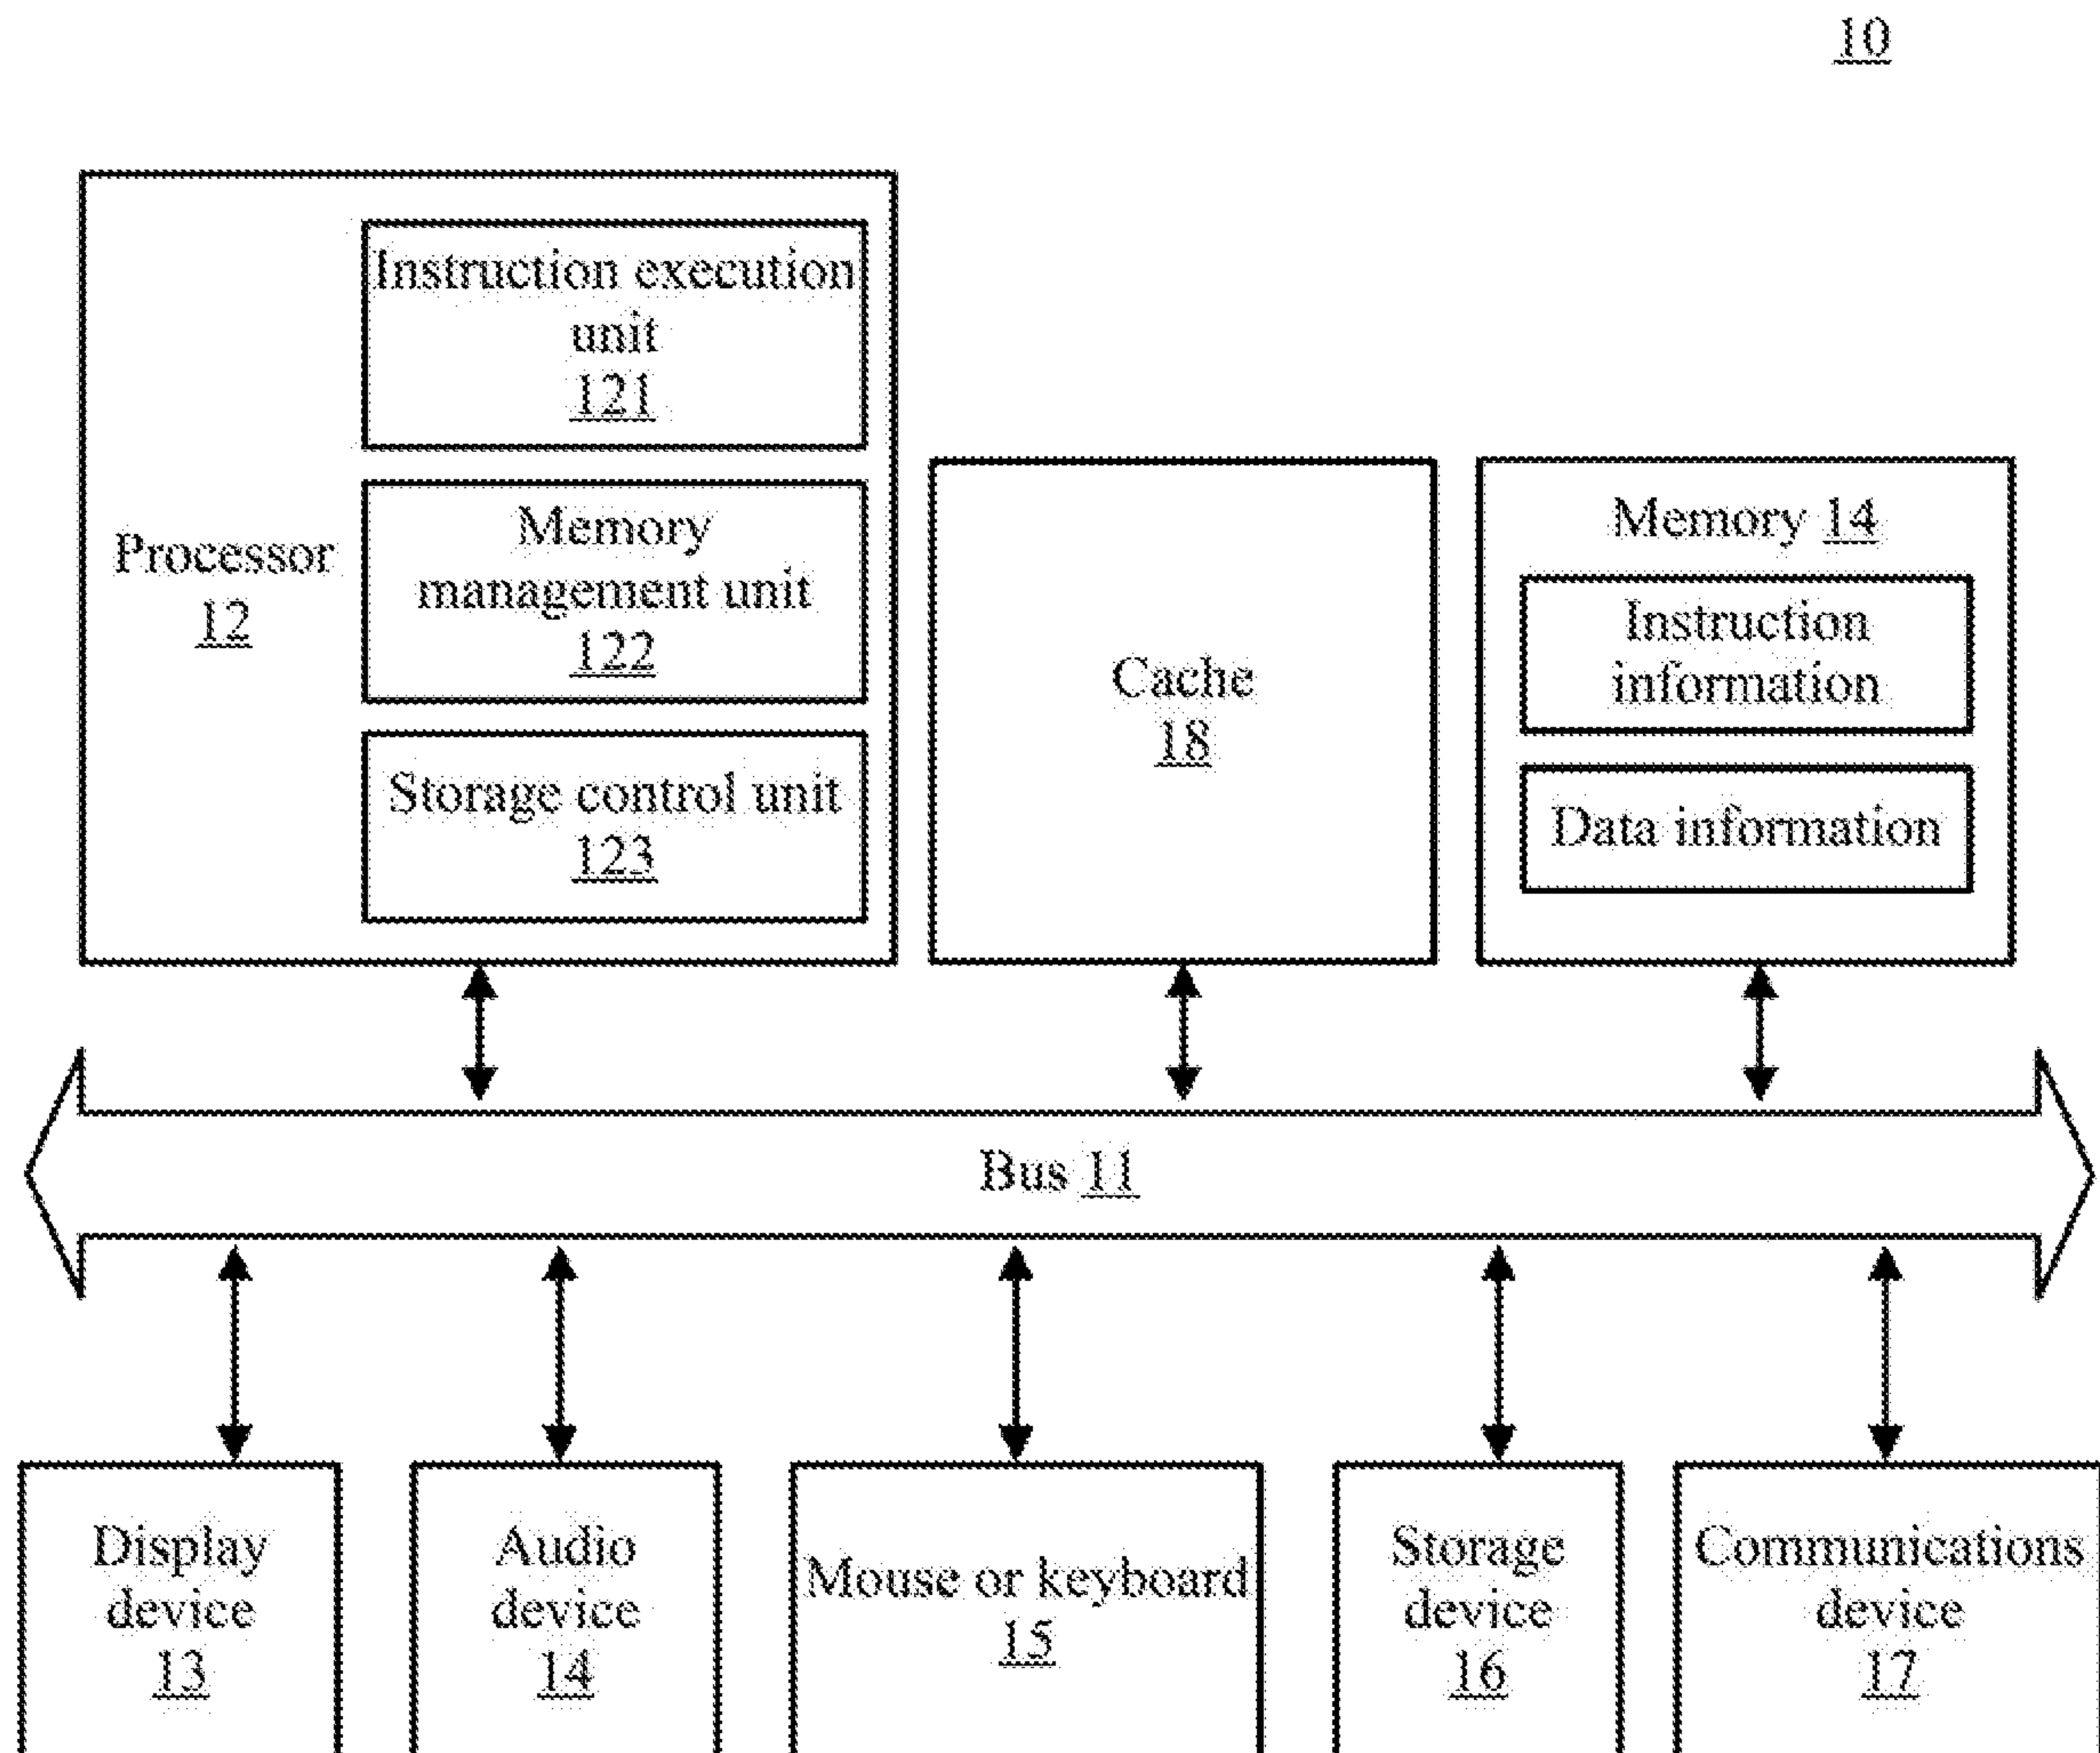 10
Instruction execution
unit
121
Memory
management unit
122
Storage control unit
123
Processor
12
Cache
18
Memory 14
Instruction
information
Data information
Bus 11
Display
device
13
Audio
device
14
Mouse or keyboard
15
Storage
device
16
Communications
device
17